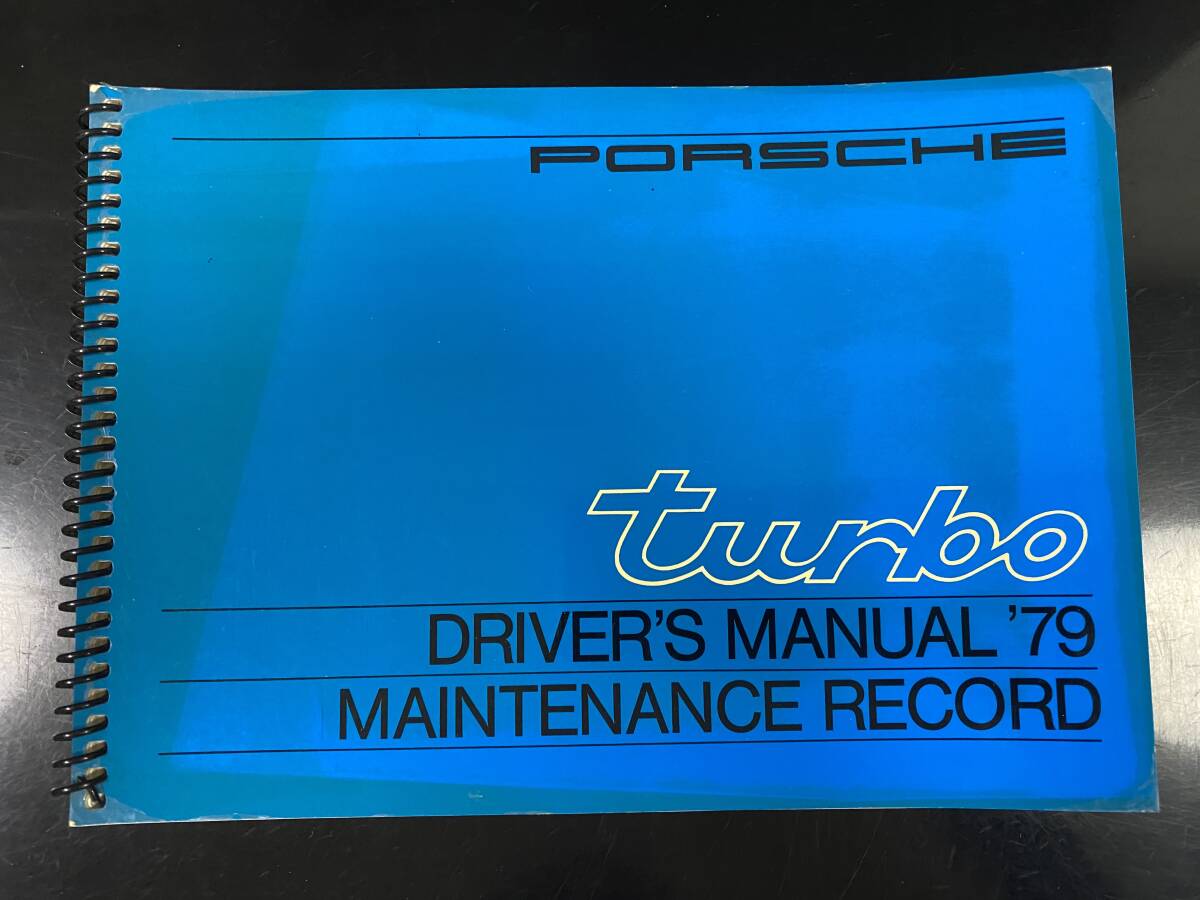 PORSCHE
turbo
DRIVER'S MANUAL '79
MAINTENANCE RECORD